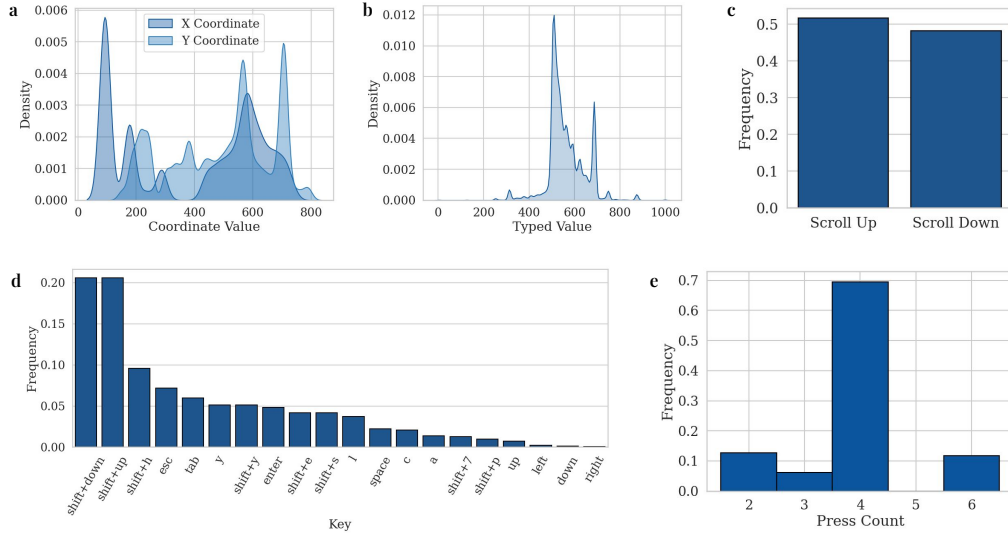 a
0.006
0.005
0.004
0.003
0.002
0.001
0.000
Density
X Coordinate
Y Coordinate
0 200 400 600 800
Coordinate Value
b
0.012
0.010
0.008
0.006
0.004
0.002
0.000
Density
0 200 400 600 800 1000
Typed Value
c
0.5
0.4
0.3
0.2
0.1
0.0
Frequency
Scroll Up Scroll Down
d
0.20
0.15
0.10
0.05
0.00
Frequency
shift+down shift+up shift+h esc tab y shift+y enter shift+e shift+s l space c a shift+7 shift+p up left down right
Key
e
0.7
0.6
0.5
0.4
0.3
0.2
0.1
0.0
Frequency
2 3 4 5 6
Press Count